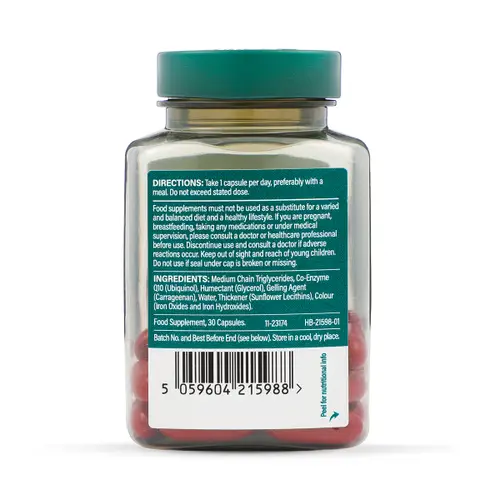 DIRECTIONS: Take 1 capsule per day, preferably with a
meal. Do not exceed stated dose.
Food supplements must not be used as a substitute for a varied
and balanced diet and a healthy lifestyle. If you are pregnant,
breastfeeding, taking any medications or under medical
supervision, please consult a doctor or healthcare professional
before use. Discontinue use and consult a doctor if adverse
reactions occur. Keep out of sight and reach of young children.
Do not use if seal under cap is broken or missing.
INGREDIENTS: Medium Chain Triglycerides, Co-Enzyme
Q10 (Ubiquinol), Humectant (Glycerol), Gelling Agent
(Carrageenan), Water, Thickener (Sunflower Lecithins), Colour
(Iron Oxides and Iron Hydroxides).
Food Supplement, 30 Capsules. 11-23174 HB-21598-01
Batch No. and Best Before End (see below). Store in a cool, dry place.
5 059604 215988 >
Peel for nutritional info